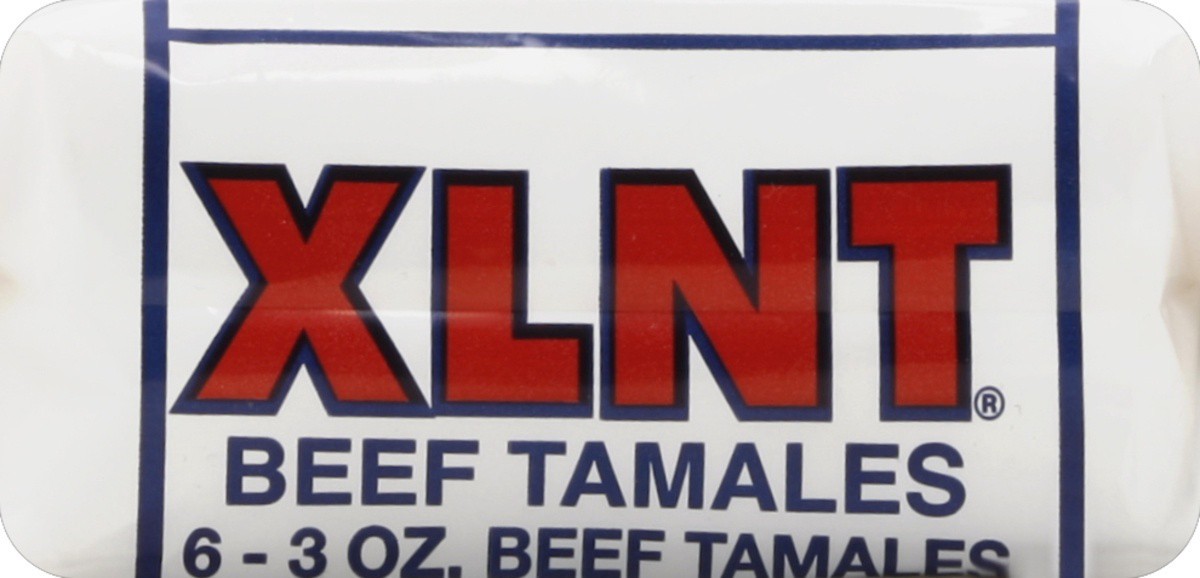 XLNT®
BEEF TAMALES
6 - 3 OZ. BEEF TAMALES